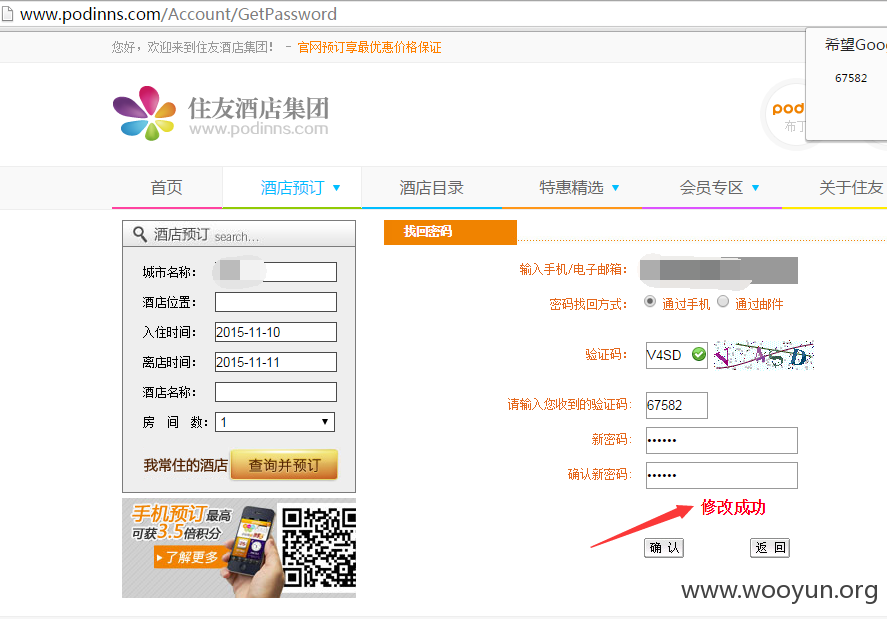 www.podinns.com/Account/GetPassword
您好，欢迎来到住友酒店集团！ - 官网预订享最优惠价格保证
希望Goo
67582
住友酒店集团
www.podinns.com
pod
布丁
首页 酒店预订 ▼ 酒店目录 特惠精选 ▼ 会员专区 ▼ 关于住友
酒店预订 search...
城市名称：
酒店位置：
入住时间： 2015-11-10
离店时间： 2015-11-11
酒店名称：
房 间 数： 1
我常住的酒店 查询并预订
手机预订最高
可获3.5倍积分
了解更多
找回密码
输入手机/电子邮箱：
密码找回方式： 通过手机 通过邮件
验证码： V4SD V4SD
请输入您收到的验证码： 67582
新密码： ••••••
确认新密码： ••••••
修改成功
确 认 返 回
www.wooyun.org